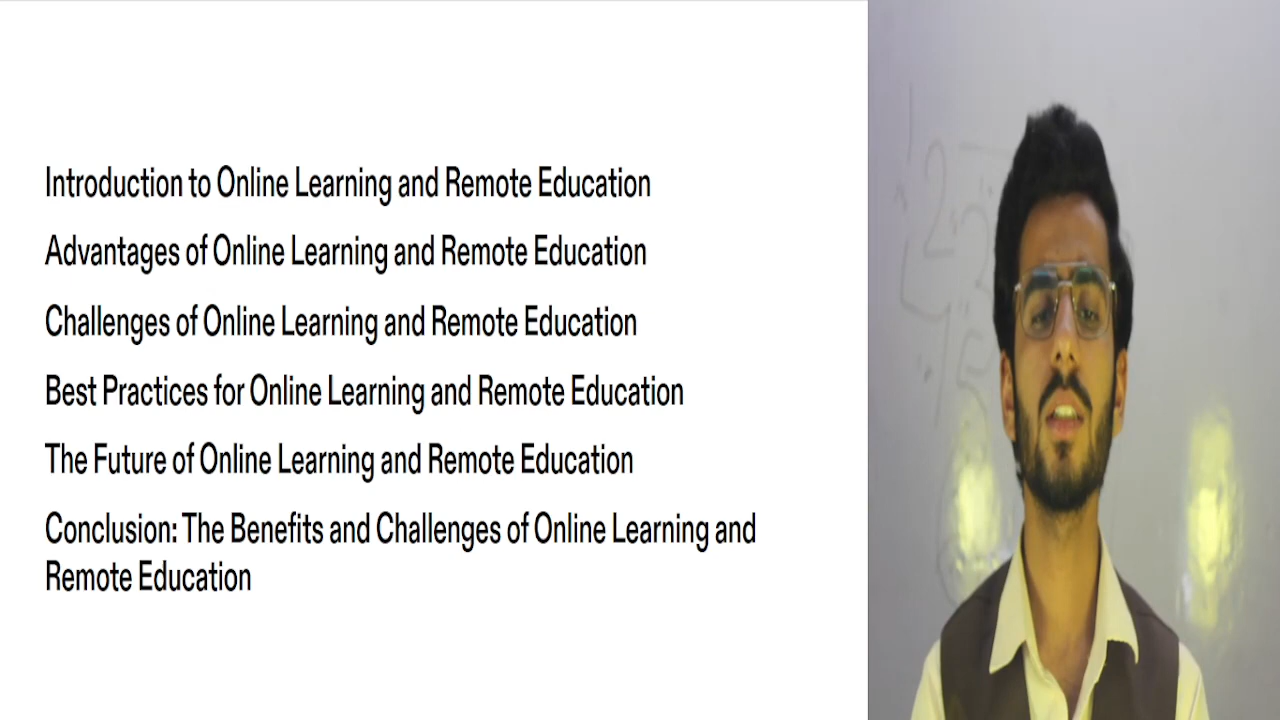 Introduction to Online Learning and Remote Education
Advantages of Online Learning and Remote Education
Challenges of Online Learning and Remote Education
Best Practices for Online Learning and Remote Education
The Future of Online Learning and Remote Education
Conclusion: The Benefits and Challenges of Online Learning and
Remote Education